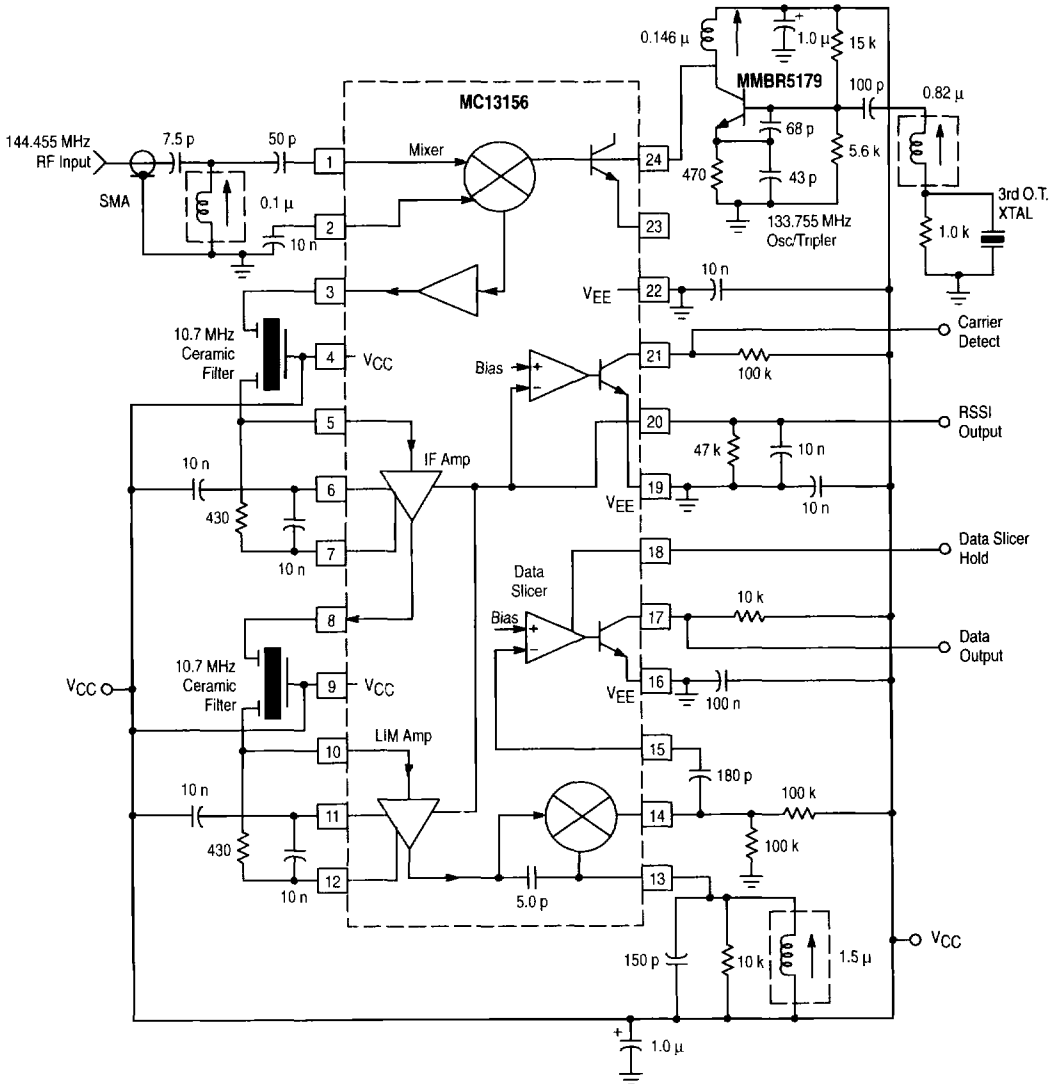 0.146 μ
+
1.0 μ
15 k
MMBR5179
100 p
0.82 μ
MC13156
144.455 MHz
RF Input
7.5 p
50 p
1
Mixer
24
68 p
5.6 k
470
43 p
3rd O.T.
XTAL
SMA
0.1 μ
2
10 n
23
133.755 MHz
Osc/Tripler
1.0 k
3
VEE
22
10 n
10.7 MHz
Ceramic
Filter
4
VCC
Bias
+
−
21
100 k
Carrier
Detect
5
20
47 k
10 n
RSSI
Output
10 n
6
IF Amp
VEE
19
10 n
430
10 n
7
18
Data Slicer
Hold
Data
Slicer
8
Bias
+
−
17
10 k
Data
Output
10.7 MHz
Ceramic
Filter
VCC
9
VCC
VEE
16
100 n
10
LIM Amp
15
180 p
10 n
11
14
100 k
100 k
430
10 n
12
5.0 p
13
150 p
10 k
1.5 μ
VCC
+
1.0 μ